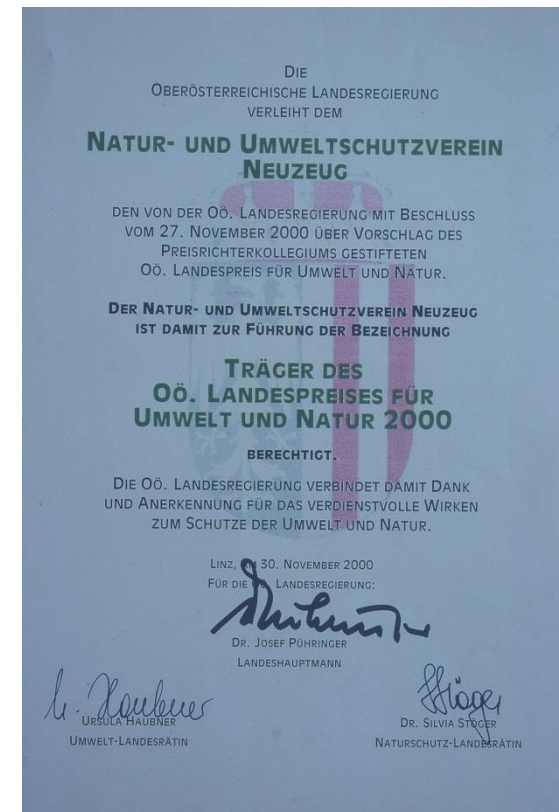 DIE
OBERÖSTERREICHISCHE LANDESREGIERUNG
VERLEIHT DEM
NATUR- UND UMWELTSCHUTZVEREIN
NEUZEUG
DEN VON DER OÖ. LANDESREGIERUNG MIT BESCHLUSS
VOM 27. NOVEMBER 2000 ÜBER VORSCHLAG DES
PREISRICHTERKOLLEGIUMS GESTIFTETEN
OÖ. LANDESPREIS FÜR UMWELT UND NATUR.
DER NATUR- UND UMWELTSCHUTZVEREIN NEUZEUG
IST DAMIT ZUR FÜHRUNG DER BEZEICHNUNG
TRÄGER DES
OÖ. LANDESPREISES FÜR
UMWELT UND NATUR 2000
BERECHTIGT.
DIE OÖ. LANDESREGIERUNG VERBINDET DAMIT DANK
UND ANERKENNUNG FÜR DAS VERDIENSTVOLLE WIRKEN
ZUM SCHUTZE DER UMWELT UND NATUR.
LINZ, AM 30. NOVEMBER 2000
FÜR DIE OÖ. LANDESREGIERUNG:
DR. JOSEF PÜHRINGER
LANDESHAUPTMANN
U. Haubner
URSULA HAUBNER
UMWELT-LANDESRÄTIN
SStöger
DR. SILVIA STÖGER
NATURSCHUTZ-LANDESRÄTIN